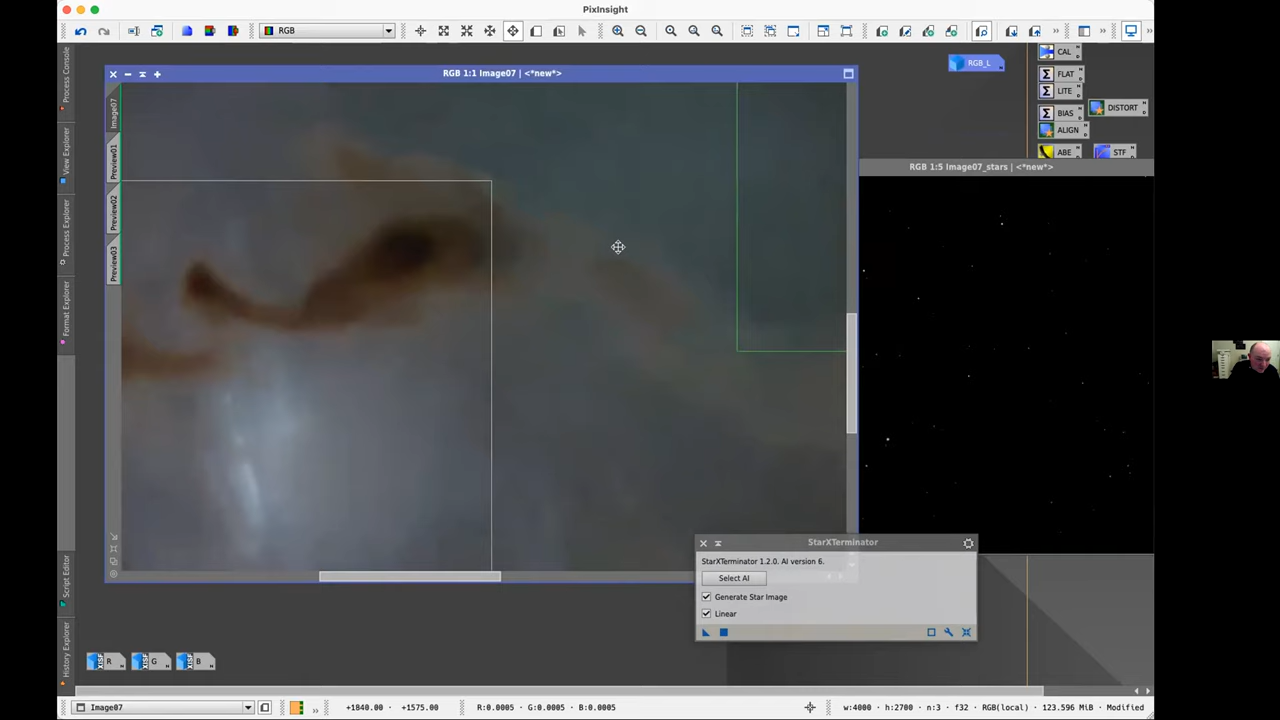 PixInsight
RGB
RGB_L
CAL
FLAT
LITE
BIAS
DISTORT
ALIGN
ABE
STF
Process Console
View Explorer
Process Explorer
Format Explorer
Script Editor
History Explorer
RGB 1:1 Image07 | <*new*>
Image07
Preview01
Preview02
Preview03
RGB 1:5 Image07_stars | <*new*>
StarXTerminator
StarXTerminator 1.2.0. AI version 6.
Select AI
Generate Star Image
Linear
R
G
B
Image07
+1840.00 +1575.00
R:0.0005 G:0.0005 B:0.0005
w:4000 h:2700 n:3 f32 RGB(local) 123.596 MiB Modified